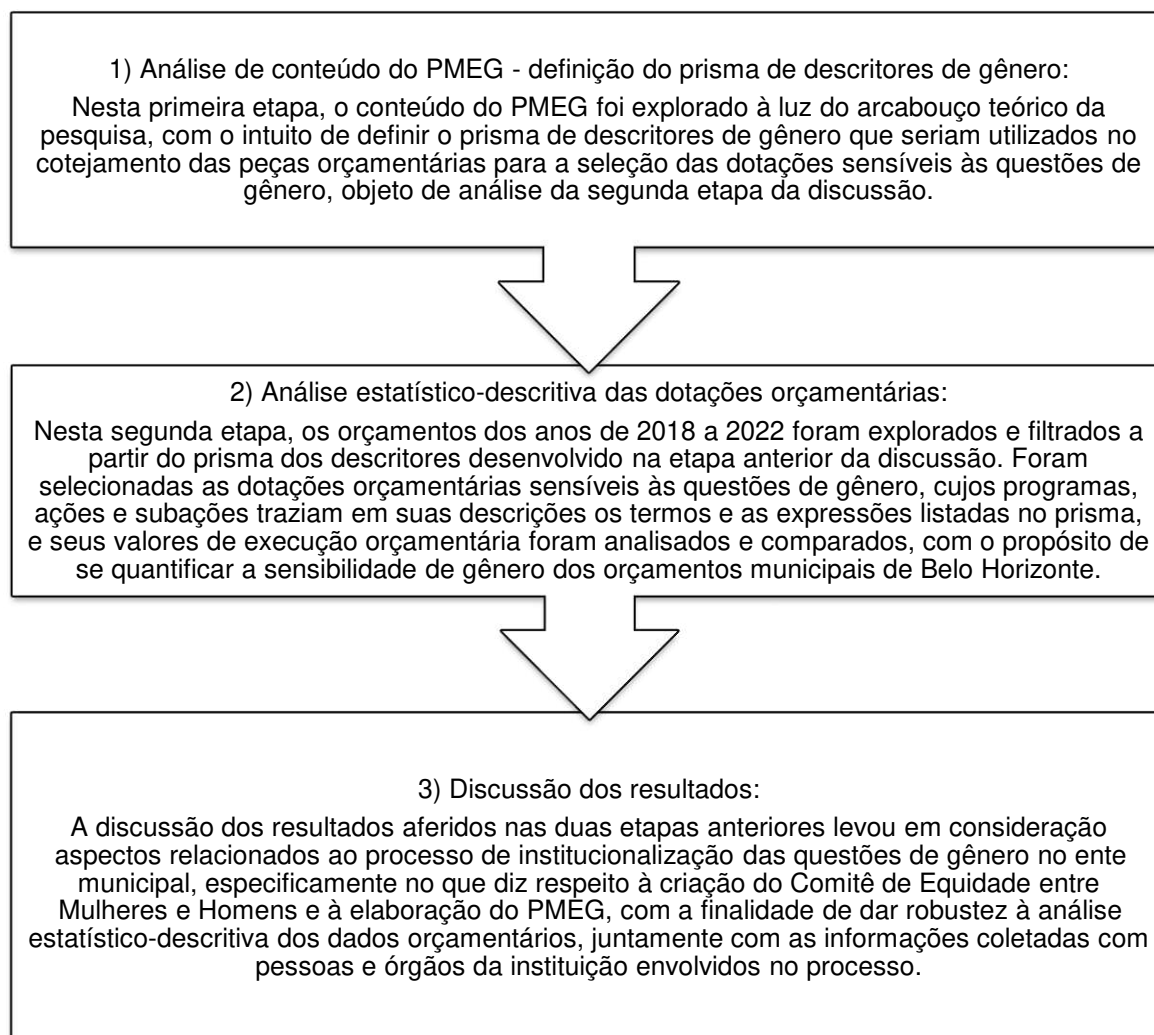 1) Análise de conteúdo do PMEG - definição do prisma de descritores de gênero:
Nesta primeira etapa, o conteúdo do PMEG foi explorado à luz do arcabouço teórico da
pesquisa, com o intuito de definir o prisma de descritores de gênero que seriam utilizados no
cotejamento das peças orçamentárias para a seleção das dotações sensíveis às questões de
gênero, objeto de análise da segunda etapa da discussão.
2) Análise estatístico-descritiva das dotações orçamentárias:
Nesta segunda etapa, os orçamentos dos anos de 2018 a 2022 foram explorados e filtrados a
partir do prisma dos descritores desenvolvido na etapa anterior da discussão. Foram
selecionadas as dotações orçamentárias sensíveis às questões de gênero, cujos programas,
ações e subações traziam em suas descrições os termos e as expressões listadas no prisma,
e seus valores de execução orçamentária foram analisados e comparados, com o propósito de
se quantificar a sensibilidade de gênero dos orçamentos municipais de Belo Horizonte.
3) Discussão dos resultados:
A discussão dos resultados aferidos nas duas etapas anteriores levou em consideração
aspectos relacionados ao processo de institucionalização das questões de gênero no ente
municipal, especificamente no que diz respeito à criação do Comitê de Equidade entre
Mulheres e Homens e à elaboração do PMEG, com a finalidade de dar robustez à análise
estatístico-descritiva dos dados orçamentários, juntamente com as informações coletadas com
pessoas e órgãos da instituição envolvidos no processo.